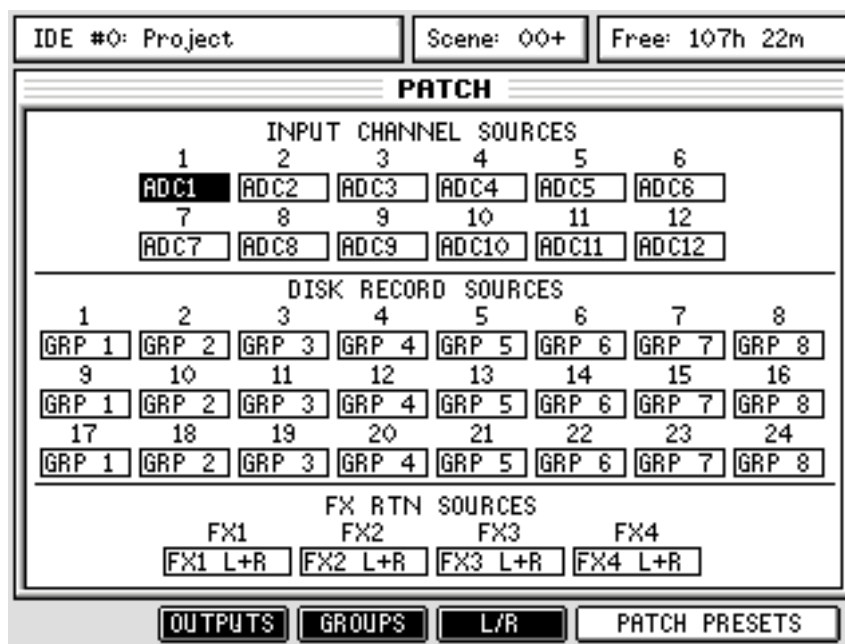 IDE #0: Project Scene: 00+ Free: 107h 22m
PATCH
INPUT CHANNEL SOURCES
1 2 3 4 5 6
ADC1 ADC2 ADC3 ADC4 ADC5 ADC6
7 8 9 10 11 12
ADC7 ADC8 ADC9 ADC10 ADC11 ADC12
DISK RECORD SOURCES
1 2 3 4 5 6 7 8
GRP 1 GRP 2 GRP 3 GRP 4 GRP 5 GRP 6 GRP 7 GRP 8
9 10 11 12 13 14 15 16
GRP 1 GRP 2 GRP 3 GRP 4 GRP 5 GRP 6 GRP 7 GRP 8
17 18 19 20 21 22 23 24
GRP 1 GRP 2 GRP 3 GRP 4 GRP 5 GRP 6 GRP 7 GRP 8
FX RTN SOURCES
FX1 FX2 FX3 FX4
FX1 L+R FX2 L+R FX3 L+R FX4 L+R
OUTPUTS GROUPS L/R PATCH PRESETS